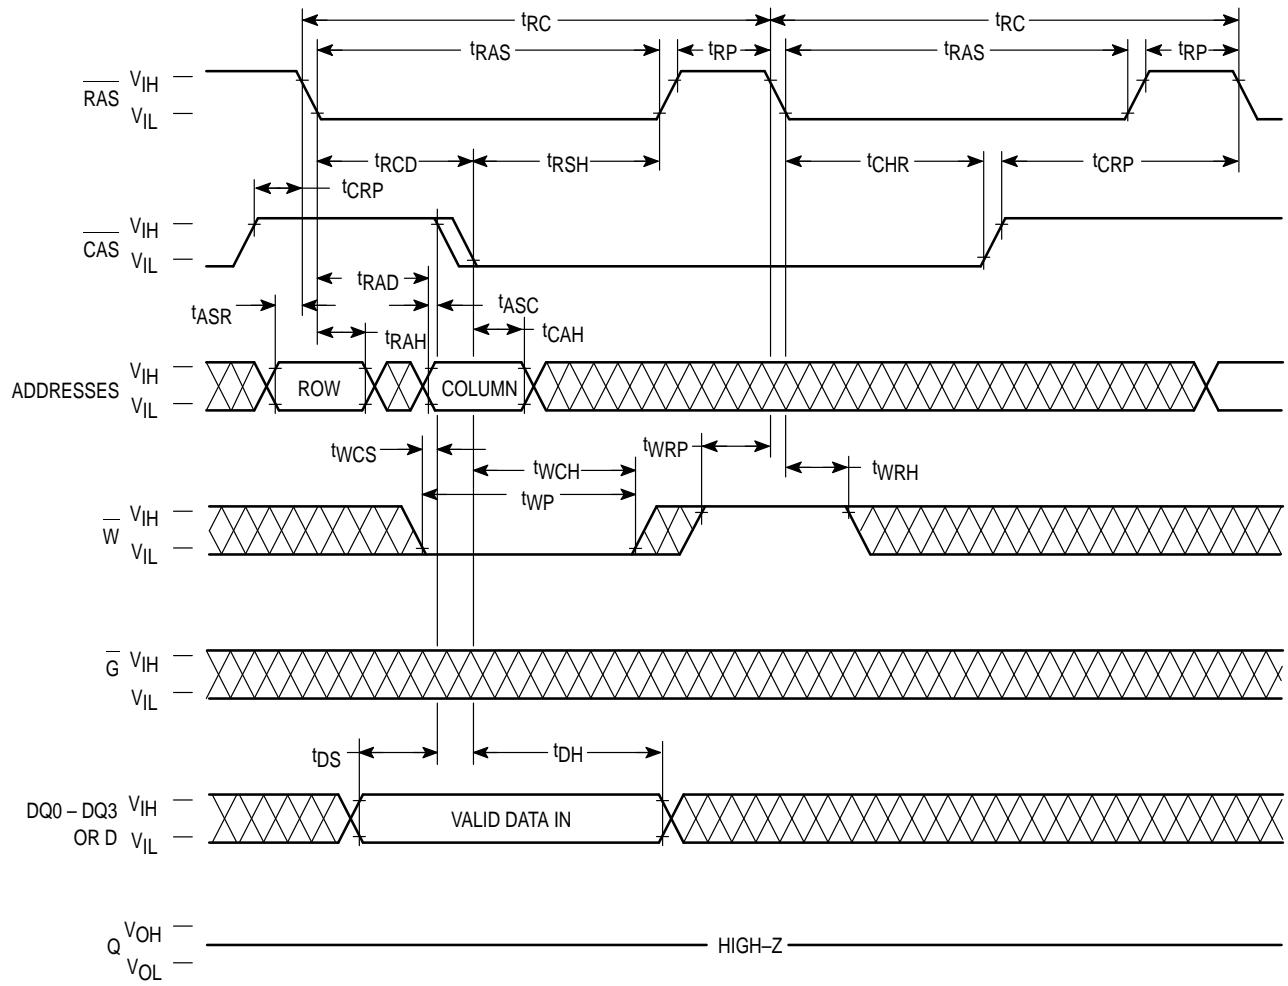 tRC tRC
tRAS tRP tRAS tRP
RAS VIH
VIL
tRCD tRSH tCHR tCRP
tCRP
CAS VIH
VIL
tRAD
tASR tASC
tRAH tCAH
ADDRESSES VIH
VIL
ROW COLUMN
tWCS tWRP
tWCH tWRH
tWP
W VIH
VIL
G VIH
VIL
tDS tDH
DQ0 – DQ3 VIH
OR D VIL
VALID DATA IN
Q VOH
VOL
HIGH–Z